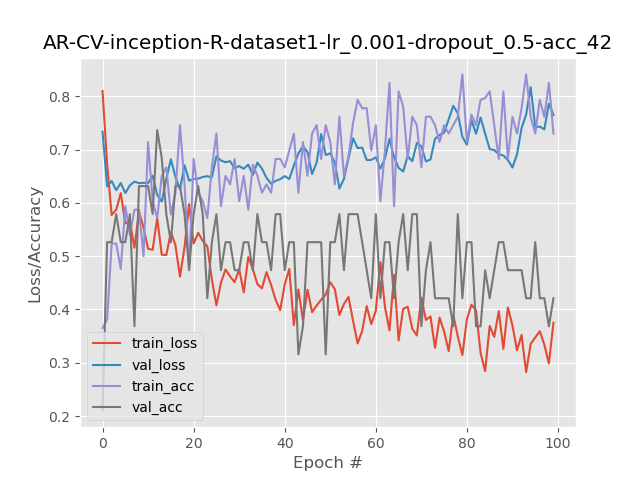 AR-CV-inception-R-dataset1-lr_0.001-dropout_0.5-acc_42
Loss/Accuracy
0.8
0.7
0.6
0.5
0.4
0.3
0.2
train_loss
val_loss
train_acc
val_acc
0 20 40 60 80 100
Epoch #